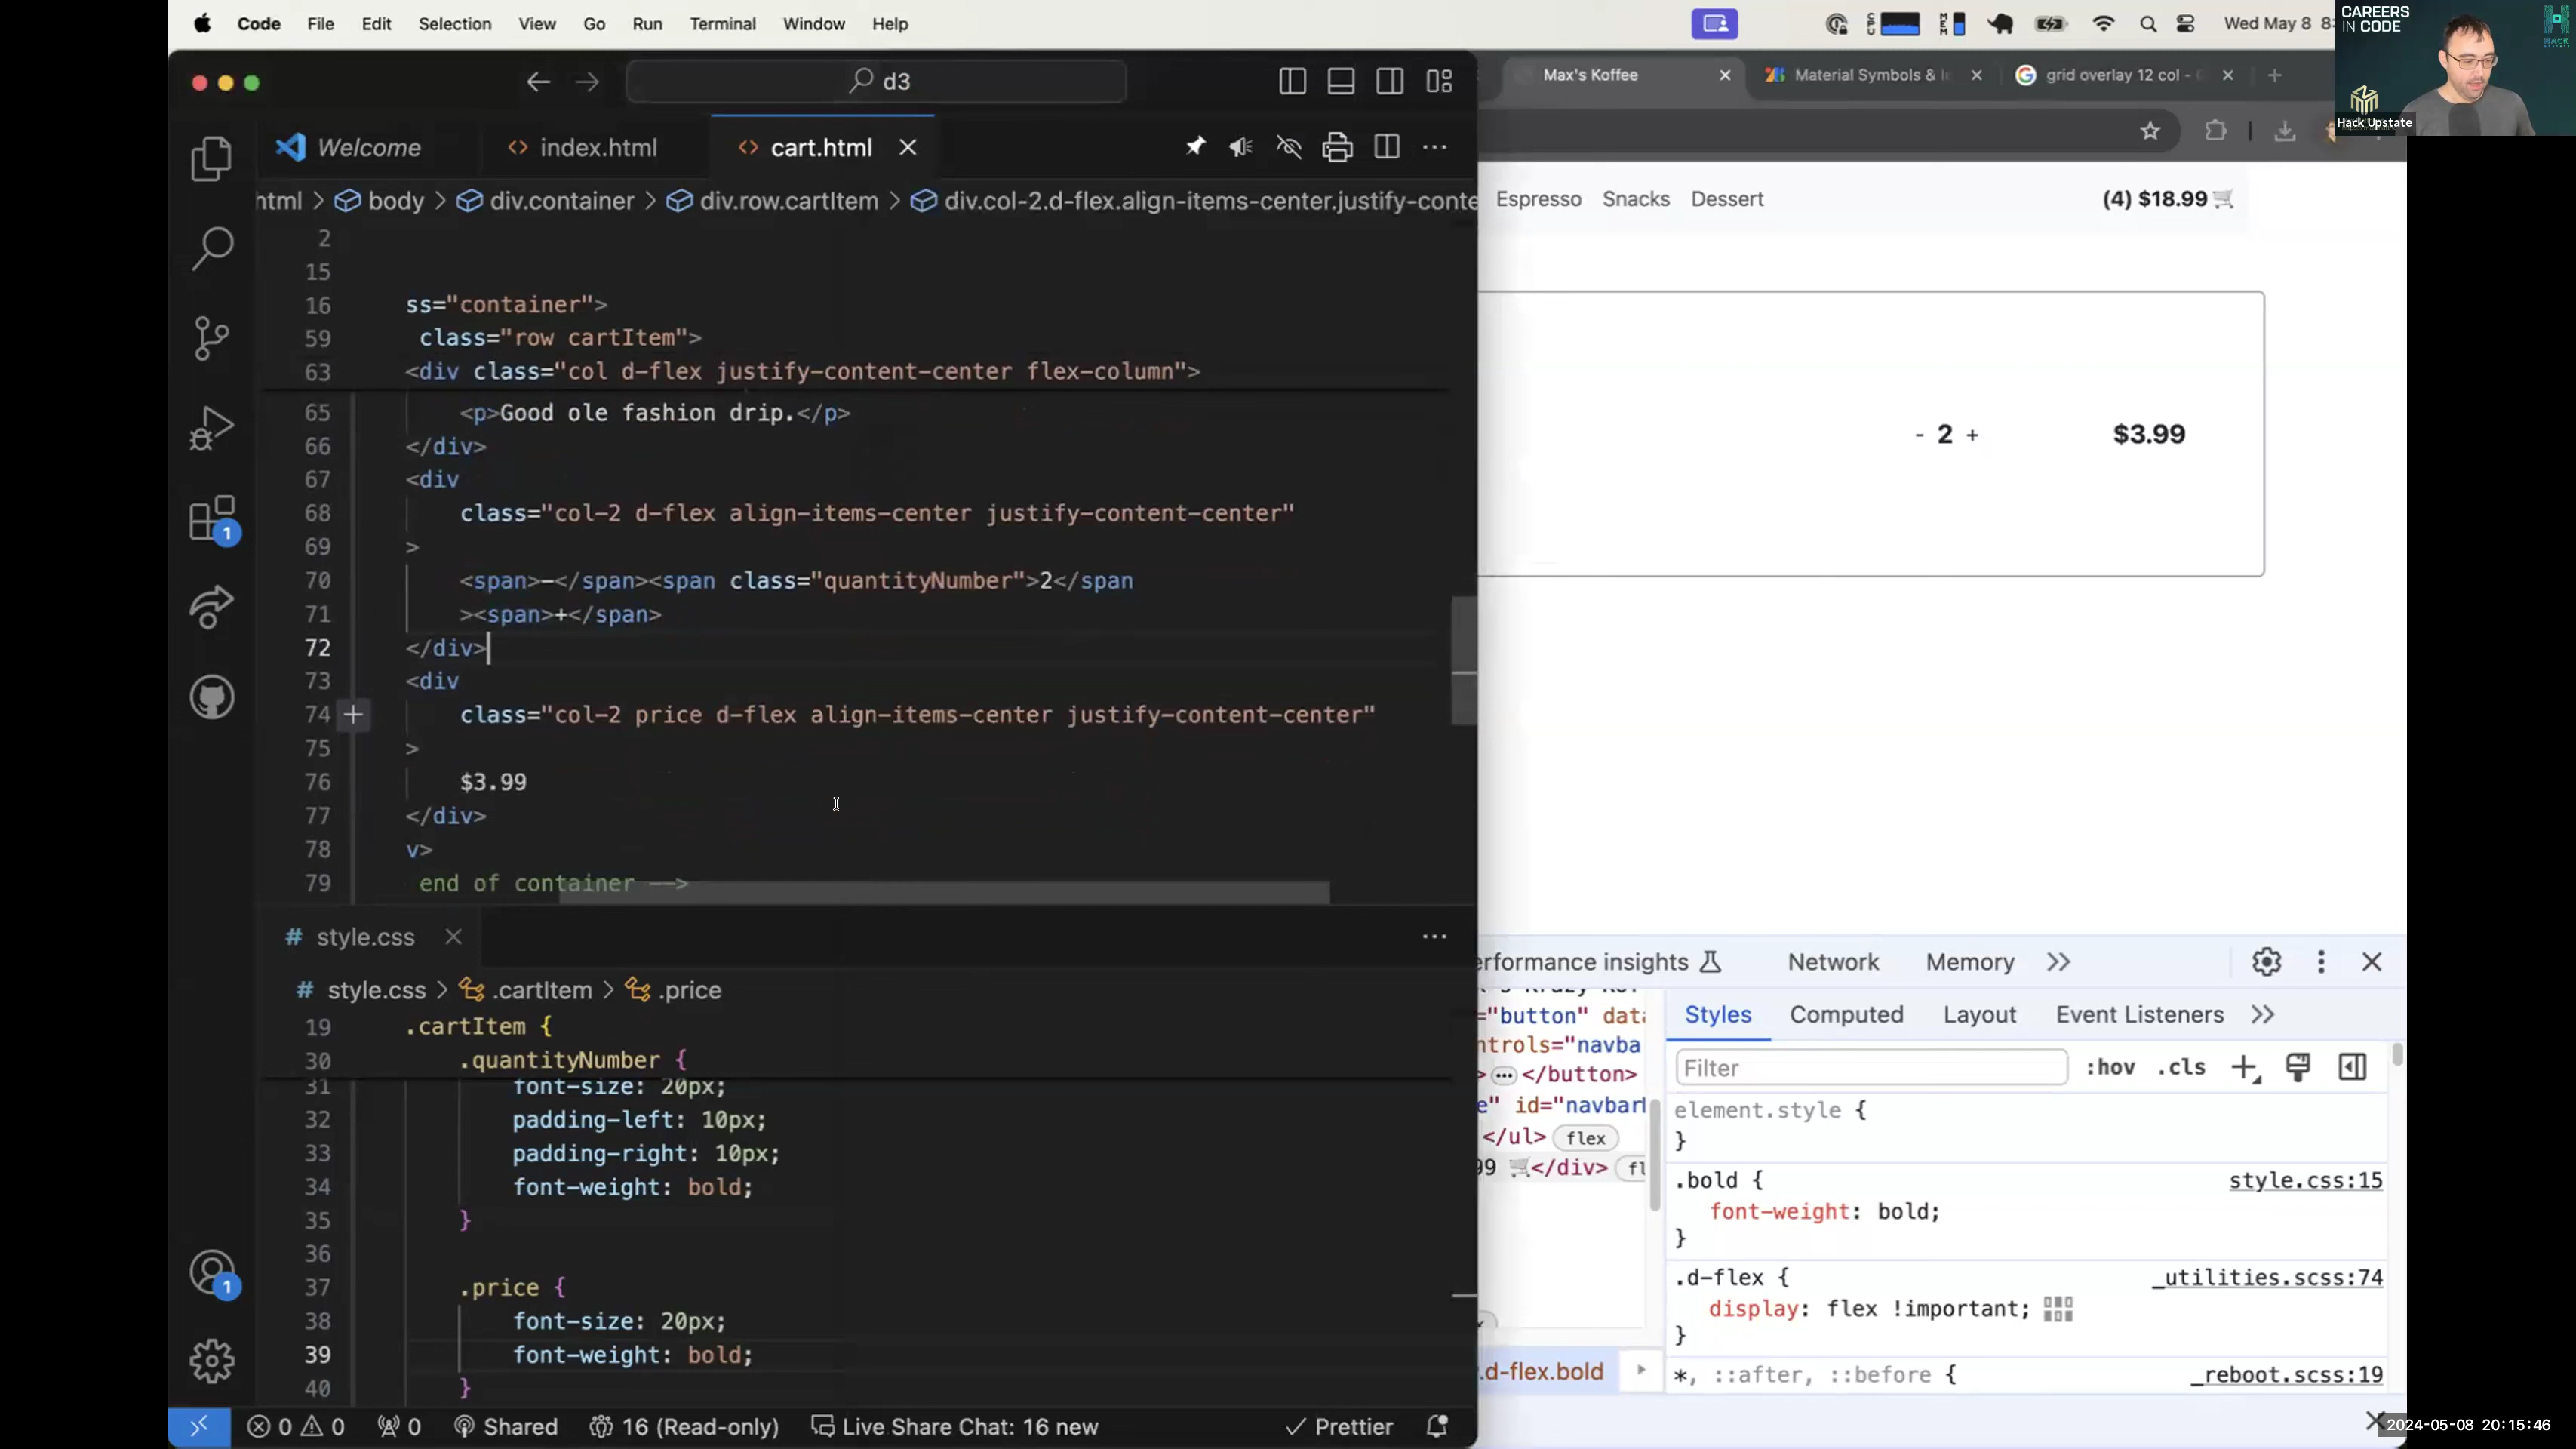 Code File Edit Selection View Go Run Terminal Window Help
Wed May 8 8
CAREERS
IN CODE
HACK
Hack Upstate
d3
Max's Koffee
Material Symbols & I
grid overlay 12 col -
Welcome
index.html
cart.html
html > body > div.container > div.row.cartItem > div.col-2.d-flex.align-items-center.justify-conte
2
15
16 ss="container">
59 class="row cartItem">
63 <div class="col d-flex justify-content-center flex-column">
65 <p>Good ole fashion drip.</p>
66 </div>
67 <div
68 class="col-2 d-flex align-items-center justify-content-center"
69 >
70 <span>-</span><span class="quantityNumber">2</span
71 ><span>+</span>
72 </div>
73 <div
74 class="col-2 price d-flex align-items-center justify-content-center"
75 >
76 $3.99
77 </div>
78 v>
79 end of container -->
Espresso Snacks Dessert
(4) $18.99
- 2 +
$3.99
# style.css
# style.css > .cartItem > .price
19 .cartItem {
30 .quantityNumber {
31 font-size: 20px;
32 padding-left: 10px;
33 padding-right: 10px;
34 font-weight: bold;
35 }
36
37 .price {
38 font-size: 20px;
39 font-weight: bold;
40 }
erformance insights Network Memory
="button" data
ntrols="navba
> </button>
e" id="navbar
</ul> flex
99 🛒</div> fl
.d-flex.bold
Styles Computed Layout Event Listeners
Filter :hov .cls
element.style {
}
.bold { style.css:15
font-weight: bold;
}
.d-flex { _utilities.scss:74
display: flex !important;
}
*, ::after, ::before { _reboot.scss:19
1
1
0 0 0 Shared 16 (Read-only) Live Share Chat: 16 new Prettier
2024-05-08 20:15:46